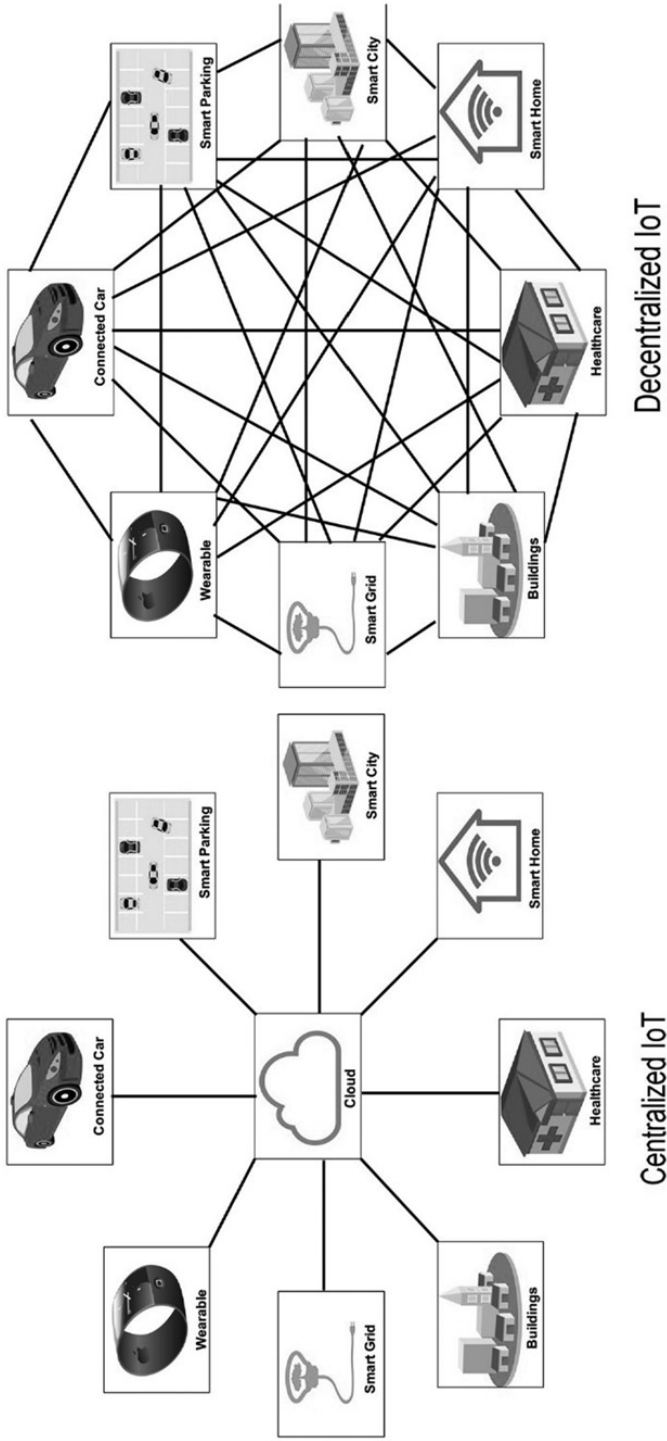 Connected Car
Wearable
Smart Parking
Cloud
Smart Grid
Smart City
Buildings
Smart Home
Healthcare
Centralized IoT
Connected Car
Wearable
Smart Parking
Smart Grid
Smart City
Buildings
Smart Home
Healthcare
Decentralized IoT